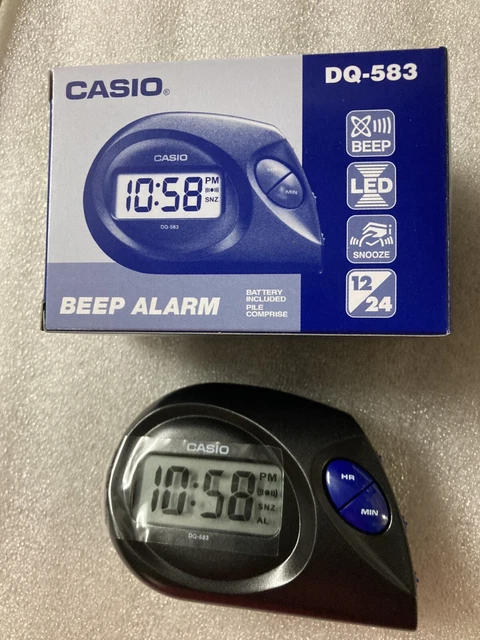 CASIO®
DQ-583
BEEP
LED
SNOOZE
12/24
CASIO
10:58 PM
SNZ
DQ-583
HR
MIN
BEEP ALARM
BATTERY
INCLUDED
PILE
COMPRISE
CASIO
10:58 PM
SNZ
AL
DQ-583
HR
MIN